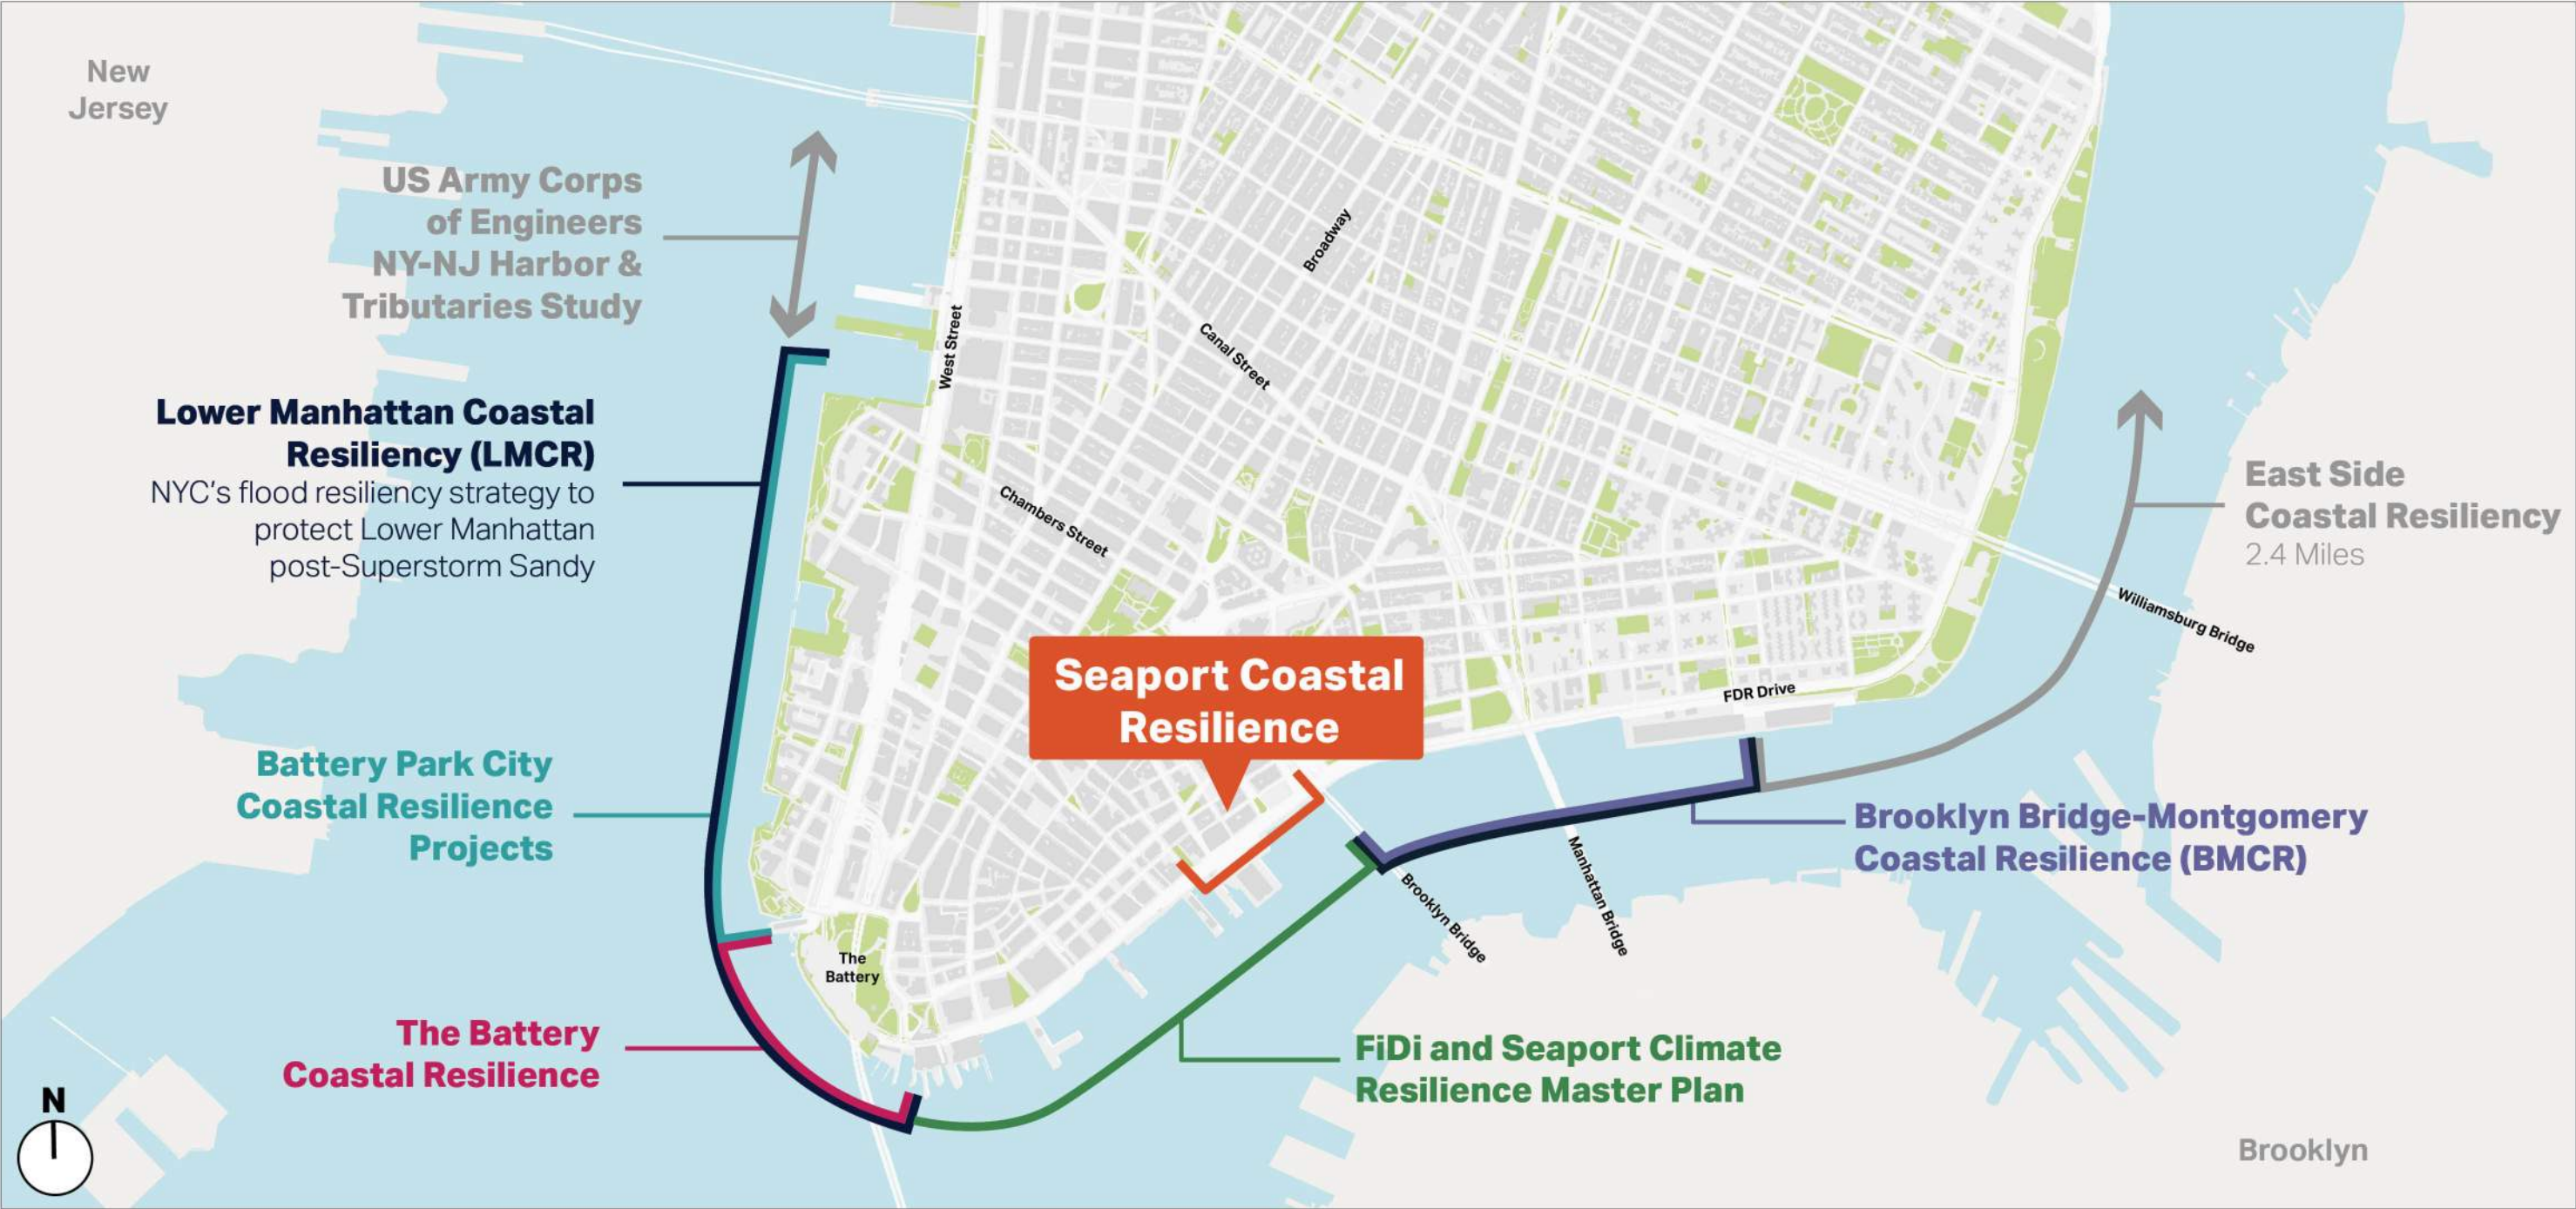 New
Jersey
US Army Corps
of Engineers
NY-NJ Harbor &
Tributaries Study
Lower Manhattan Coastal
Resiliency (LMCR)
NYC's flood resiliency strategy to
protect Lower Manhattan
post-Superstorm Sandy
Battery Park City
Coastal Resilience
Projects
The Battery
Coastal Resilience
N
West Street
Broadway
Canal Street
Chambers Street
Seaport Coastal
Resilience
The
Battery
FDR Drive
Williamsburg Bridge
Manhattan Bridge
Brooklyn Bridge
East Side
Coastal Resiliency
2.4 Miles
Brooklyn Bridge-Montgomery
Coastal Resilience (BMCR)
FiDi and Seaport Climate
Resilience Master Plan
Brooklyn